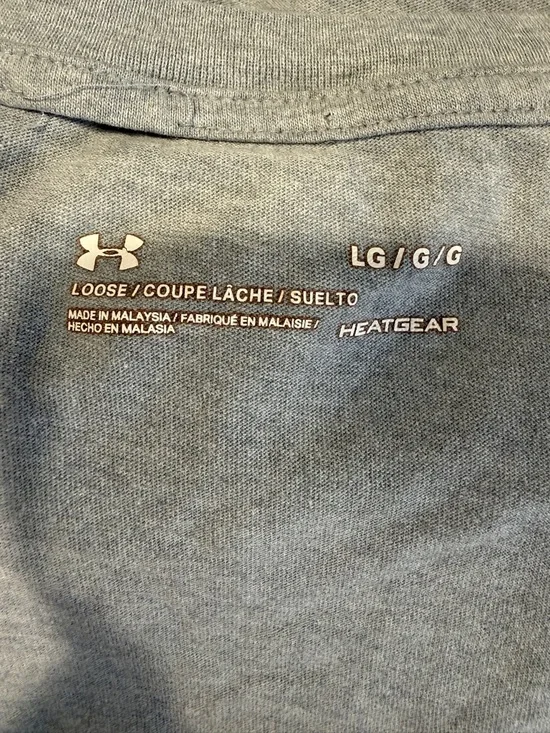 LG / G / G
LOOSE / COUPE LÂCHE / SUELTO
MADE IN MALAYSIA / FABRIQUÉ EN MALAISIE /
HECHO EN MALASIA
HEATGEAR